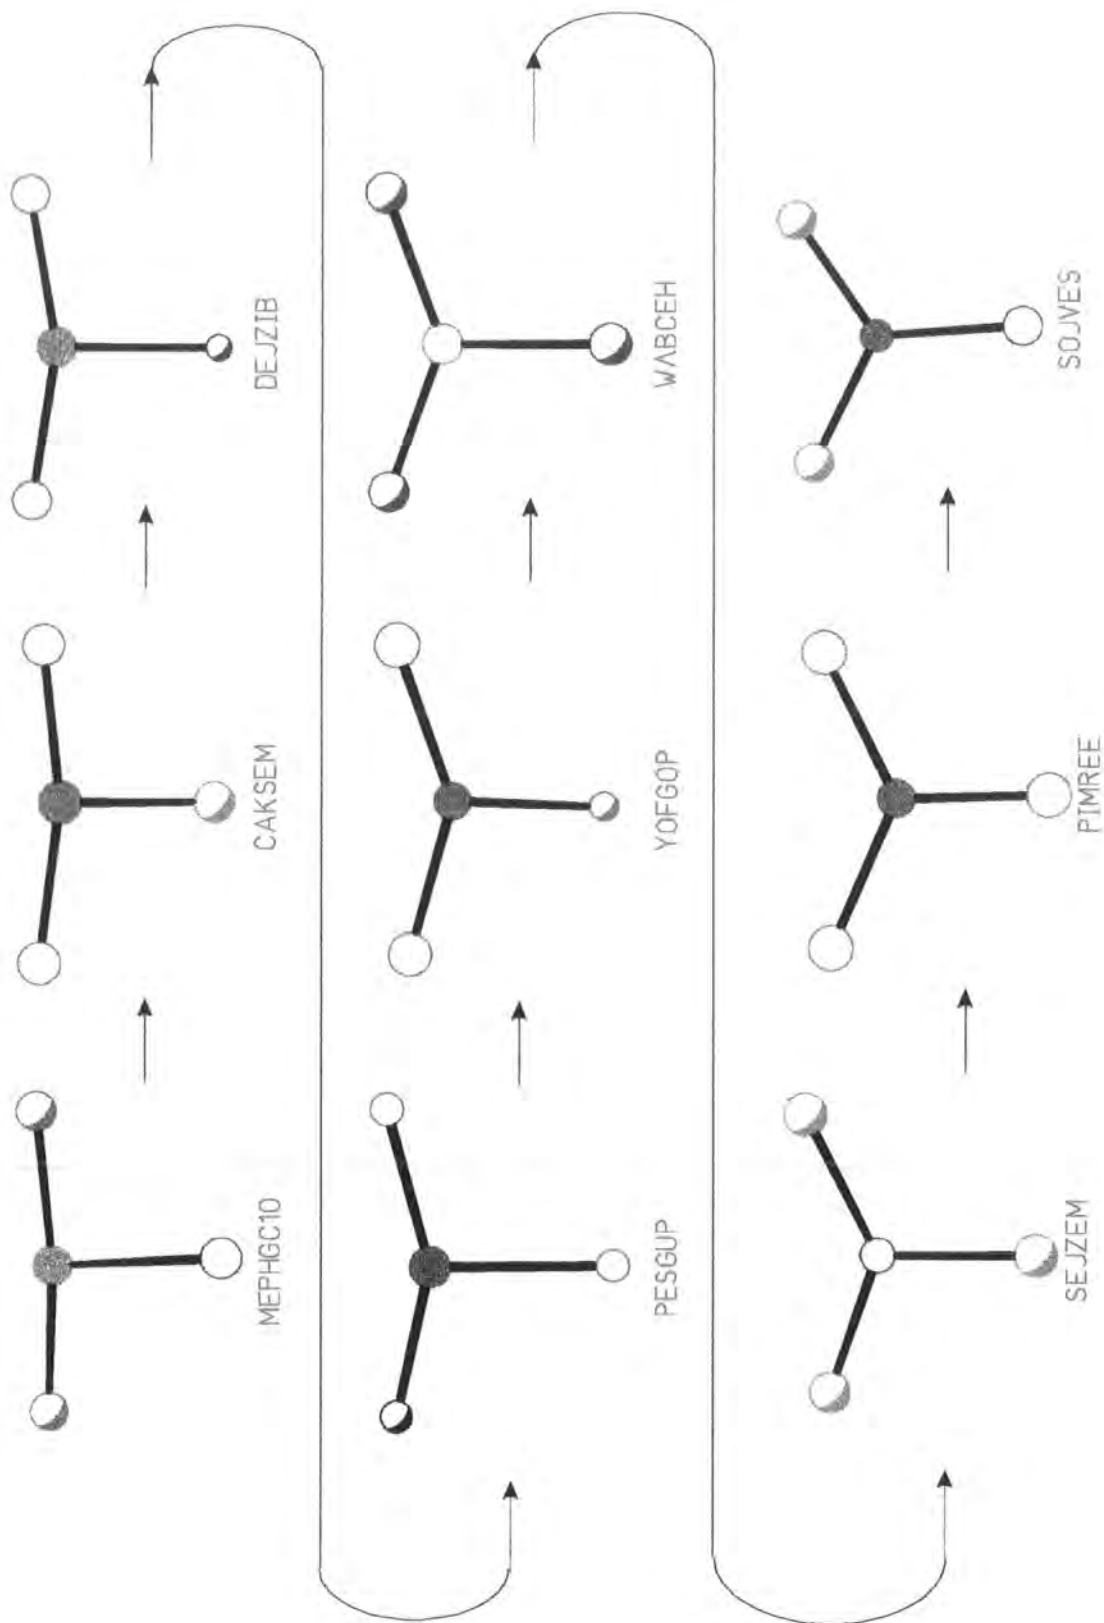 MEPHGC10
CAKSEM
DEJZIB
PESGUP
YOFGOP
WABCEH
SEJZEM
PIMREE
SOJVES